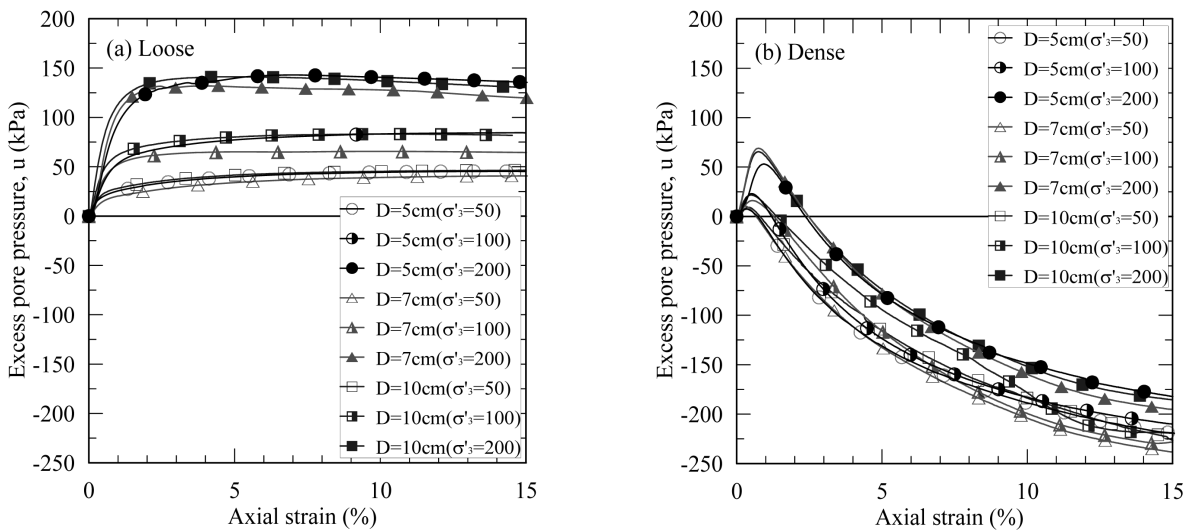 (a) Loose
Excess pore pressure, u (kPa)
200
150
100
50
0
-50
-100
-150
-200
-250
D=5cm(σ'₃=50)
D=5cm(σ'₃=100)
D=5cm(σ'₃=200)
D=7cm(σ'₃=50)
D=7cm(σ'₃=100)
D=7cm(σ'₃=200)
D=10cm(σ'₃=50)
D=10cm(σ'₃=100)
D=10cm(σ'₃=200)
0 5 10 15
Axial strain (%)
(b) Dense
Excess pore pressure, u (kPa)
200
150
100
50
0
-50
-100
-150
-200
-250
D=5cm(σ'₃=50)
D=5cm(σ'₃=100)
D=5cm(σ'₃=200)
D=7cm(σ'₃=50)
D=7cm(σ'₃=100)
D=7cm(σ'₃=200)
D=10cm(σ'₃=50)
D=10cm(σ'₃=100)
D=10cm(σ'₃=200)
0 5 10 15
Axial strain (%)